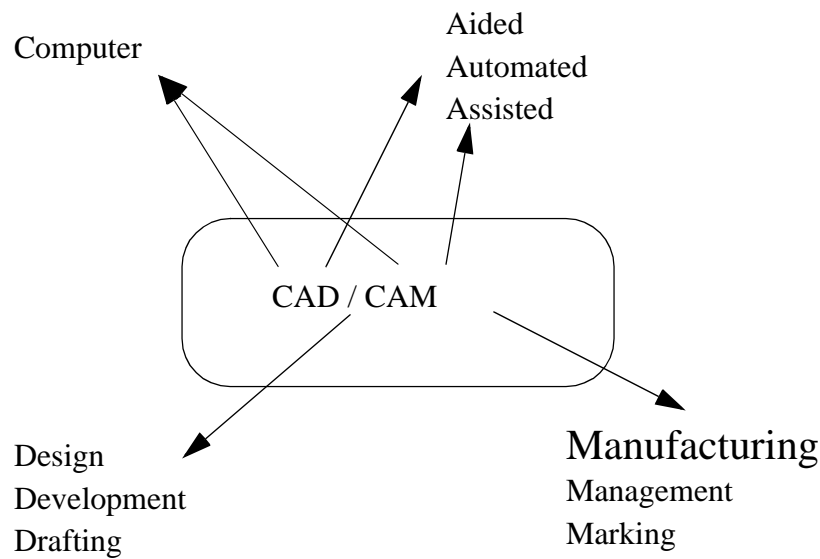 Computer
Aided
Automated
Assisted
CAD / CAM
Design
Development
Drafting
Manufacturing
Management
Marking